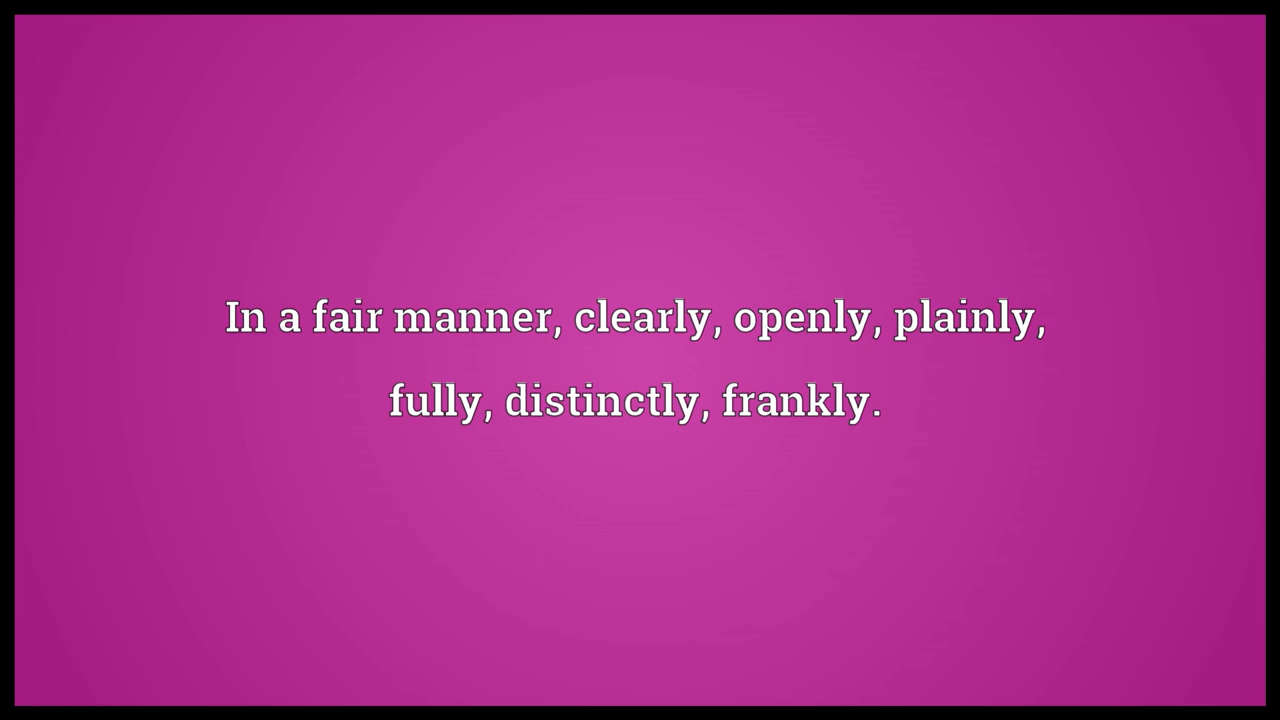 In a fair manner, clearly, openly, plainly,
fully, distinctly, frankly.